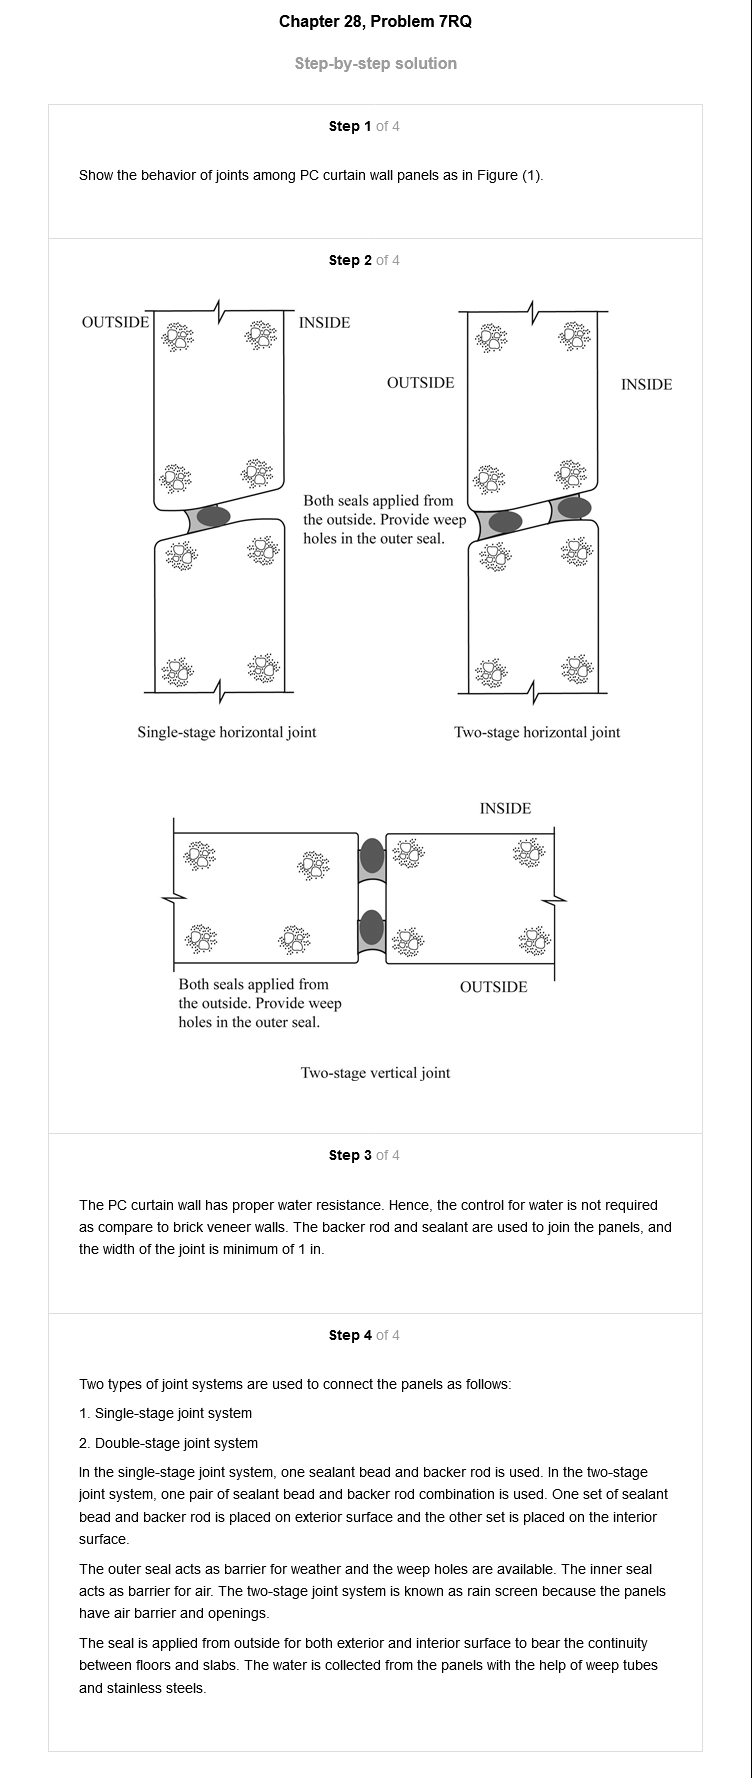 Chapter 28, Problem 7RQ
Step-by-step solution
Step 1 of 4
Show the behavior of joints among PC curtain wall panels as in Figure (1).
Step 2 of 4
OUTSIDE
INSIDE
OUTSIDE
INSIDE
Both seals applied from
the outside. Provide weep
holes in the outer seal.
Single-stage horizontal joint
Two-stage horizontal joint
INSIDE
Both seals applied from
the outside. Provide weep
holes in the outer seal.
OUTSIDE
Two-stage vertical joint
Step 3 of 4
The PC curtain wall has proper water resistance. Hence, the control for water is not required
as compare to brick veneer walls. The backer rod and sealant are used to join the panels, and
the width of the joint is minimum of 1 in.
Step 4 of 4
Two types of joint systems are used to connect the panels as follows:
1. Single-stage joint system
2. Double-stage joint system
In the single-stage joint system, one sealant bead and backer rod is used. In the two-stage
joint system, one pair of sealant bead and backer rod combination is used. One set of sealant
bead and backer rod is placed on exterior surface and the other set is placed on the interior
surface.
The outer seal acts as barrier for weather and the weep holes are available. The inner seal
acts as barrier for air. The two-stage joint system is known as rain screen because the panels
have air barrier and openings.
The seal is applied from outside for both exterior and interior surface to bear the continuity
between floors and slabs. The water is collected from the panels with the help of weep tubes
and stainless steels.